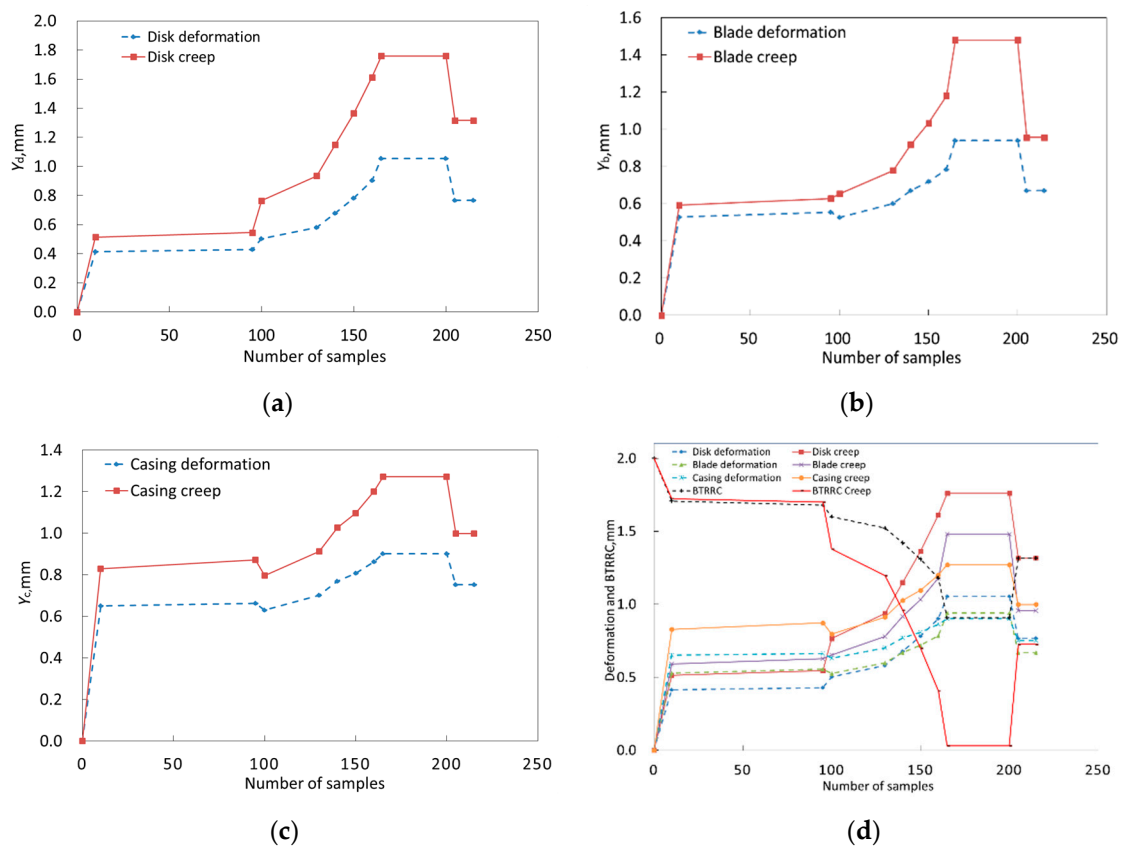 2.0
1.8
1.6
1.4
1.2
1.0
0.8
0.6
0.4
0.2
0.0
Yd,mm
Disk deformation
Disk creep
0 50 100 150 200 250
Number of samples
(a)
1.6
1.4
1.2
1.0
0.8
0.6
0.4
0.2
0.0
Yb,mm
Blade deformation
Blade creep
0 50 100 150 200 250
Number of samples
(b)
1.4
1.2
1.0
0.8
0.6
0.4
0.2
0.0
Yc,mm
Casing deformation
Casing creep
0 50 100 150 200 250
Number of samples
(c)
2.0
1.5
1.0
0.5
0.0
Deformation and BTRRC,mm
Disk deformation Disk creep
Blade deformation Blade creep
Casing deformation Casing creep
BTRRC BTRRC Creep
0 50 100 150 200 250
Number of samples
(d)